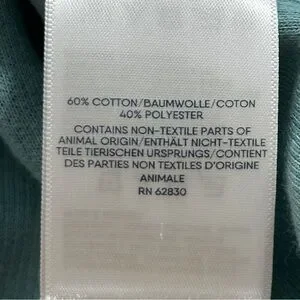 60% COTTON/BAUMWOLLE/COTON
40% POLYESTER
CONTAINS NON-TEXTILE PARTS OF
ANIMAL ORIGIN/ENTHÄLT NICHT-TEXTILE
TEILE TIERISCHEN URSPRUNGS/CONTIENT
DES PARTIES NON TEXTILES D'ORIGINE
ANIMALE
RN 62830